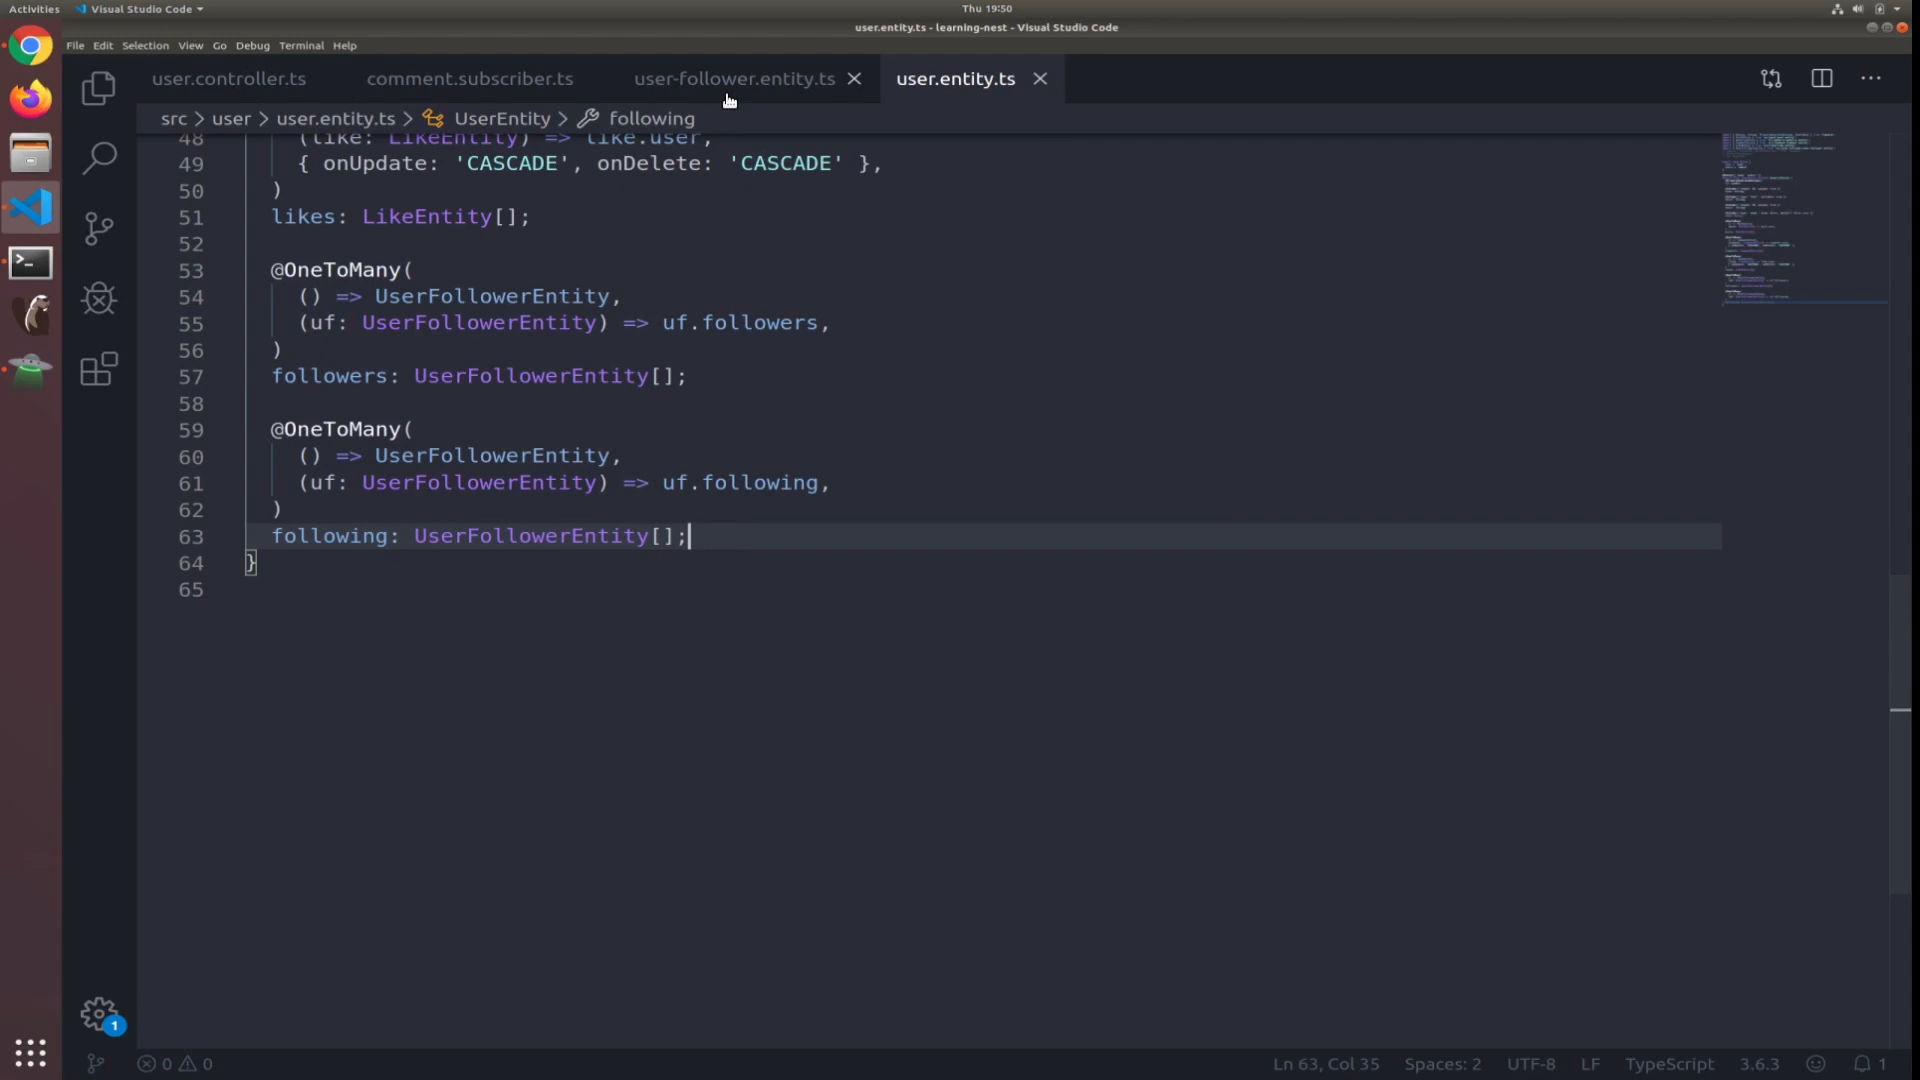 Activities Visual Studio Code Thu 19:50
user.entity.ts - learning-nest - Visual Studio Code
File Edit Selection View Go Debug Terminal Help
user.controller.ts comment.subscriber.ts user-follower.entity.ts user.entity.ts
src > user > user.entity.ts > UserEntity > following
48 (like: LikeEntity) => like.user,
49 { onUpdate: 'CASCADE', onDelete: 'CASCADE' },
50 )
51 likes: LikeEntity[];
52
53 @OneToMany(
54 () => UserFollowerEntity,
55 (uf: UserFollowerEntity) => uf.followers,
56 )
57 followers: UserFollowerEntity[];
58
59 @OneToMany(
60 () => UserFollowerEntity,
61 (uf: UserFollowerEntity) => uf.following,
62 )
63 following: UserFollowerEntity[];
64 }
65
1
0 0 Ln 63, Col 35 Spaces: 2 UTF-8 LF TypeScript 3.6.3 1